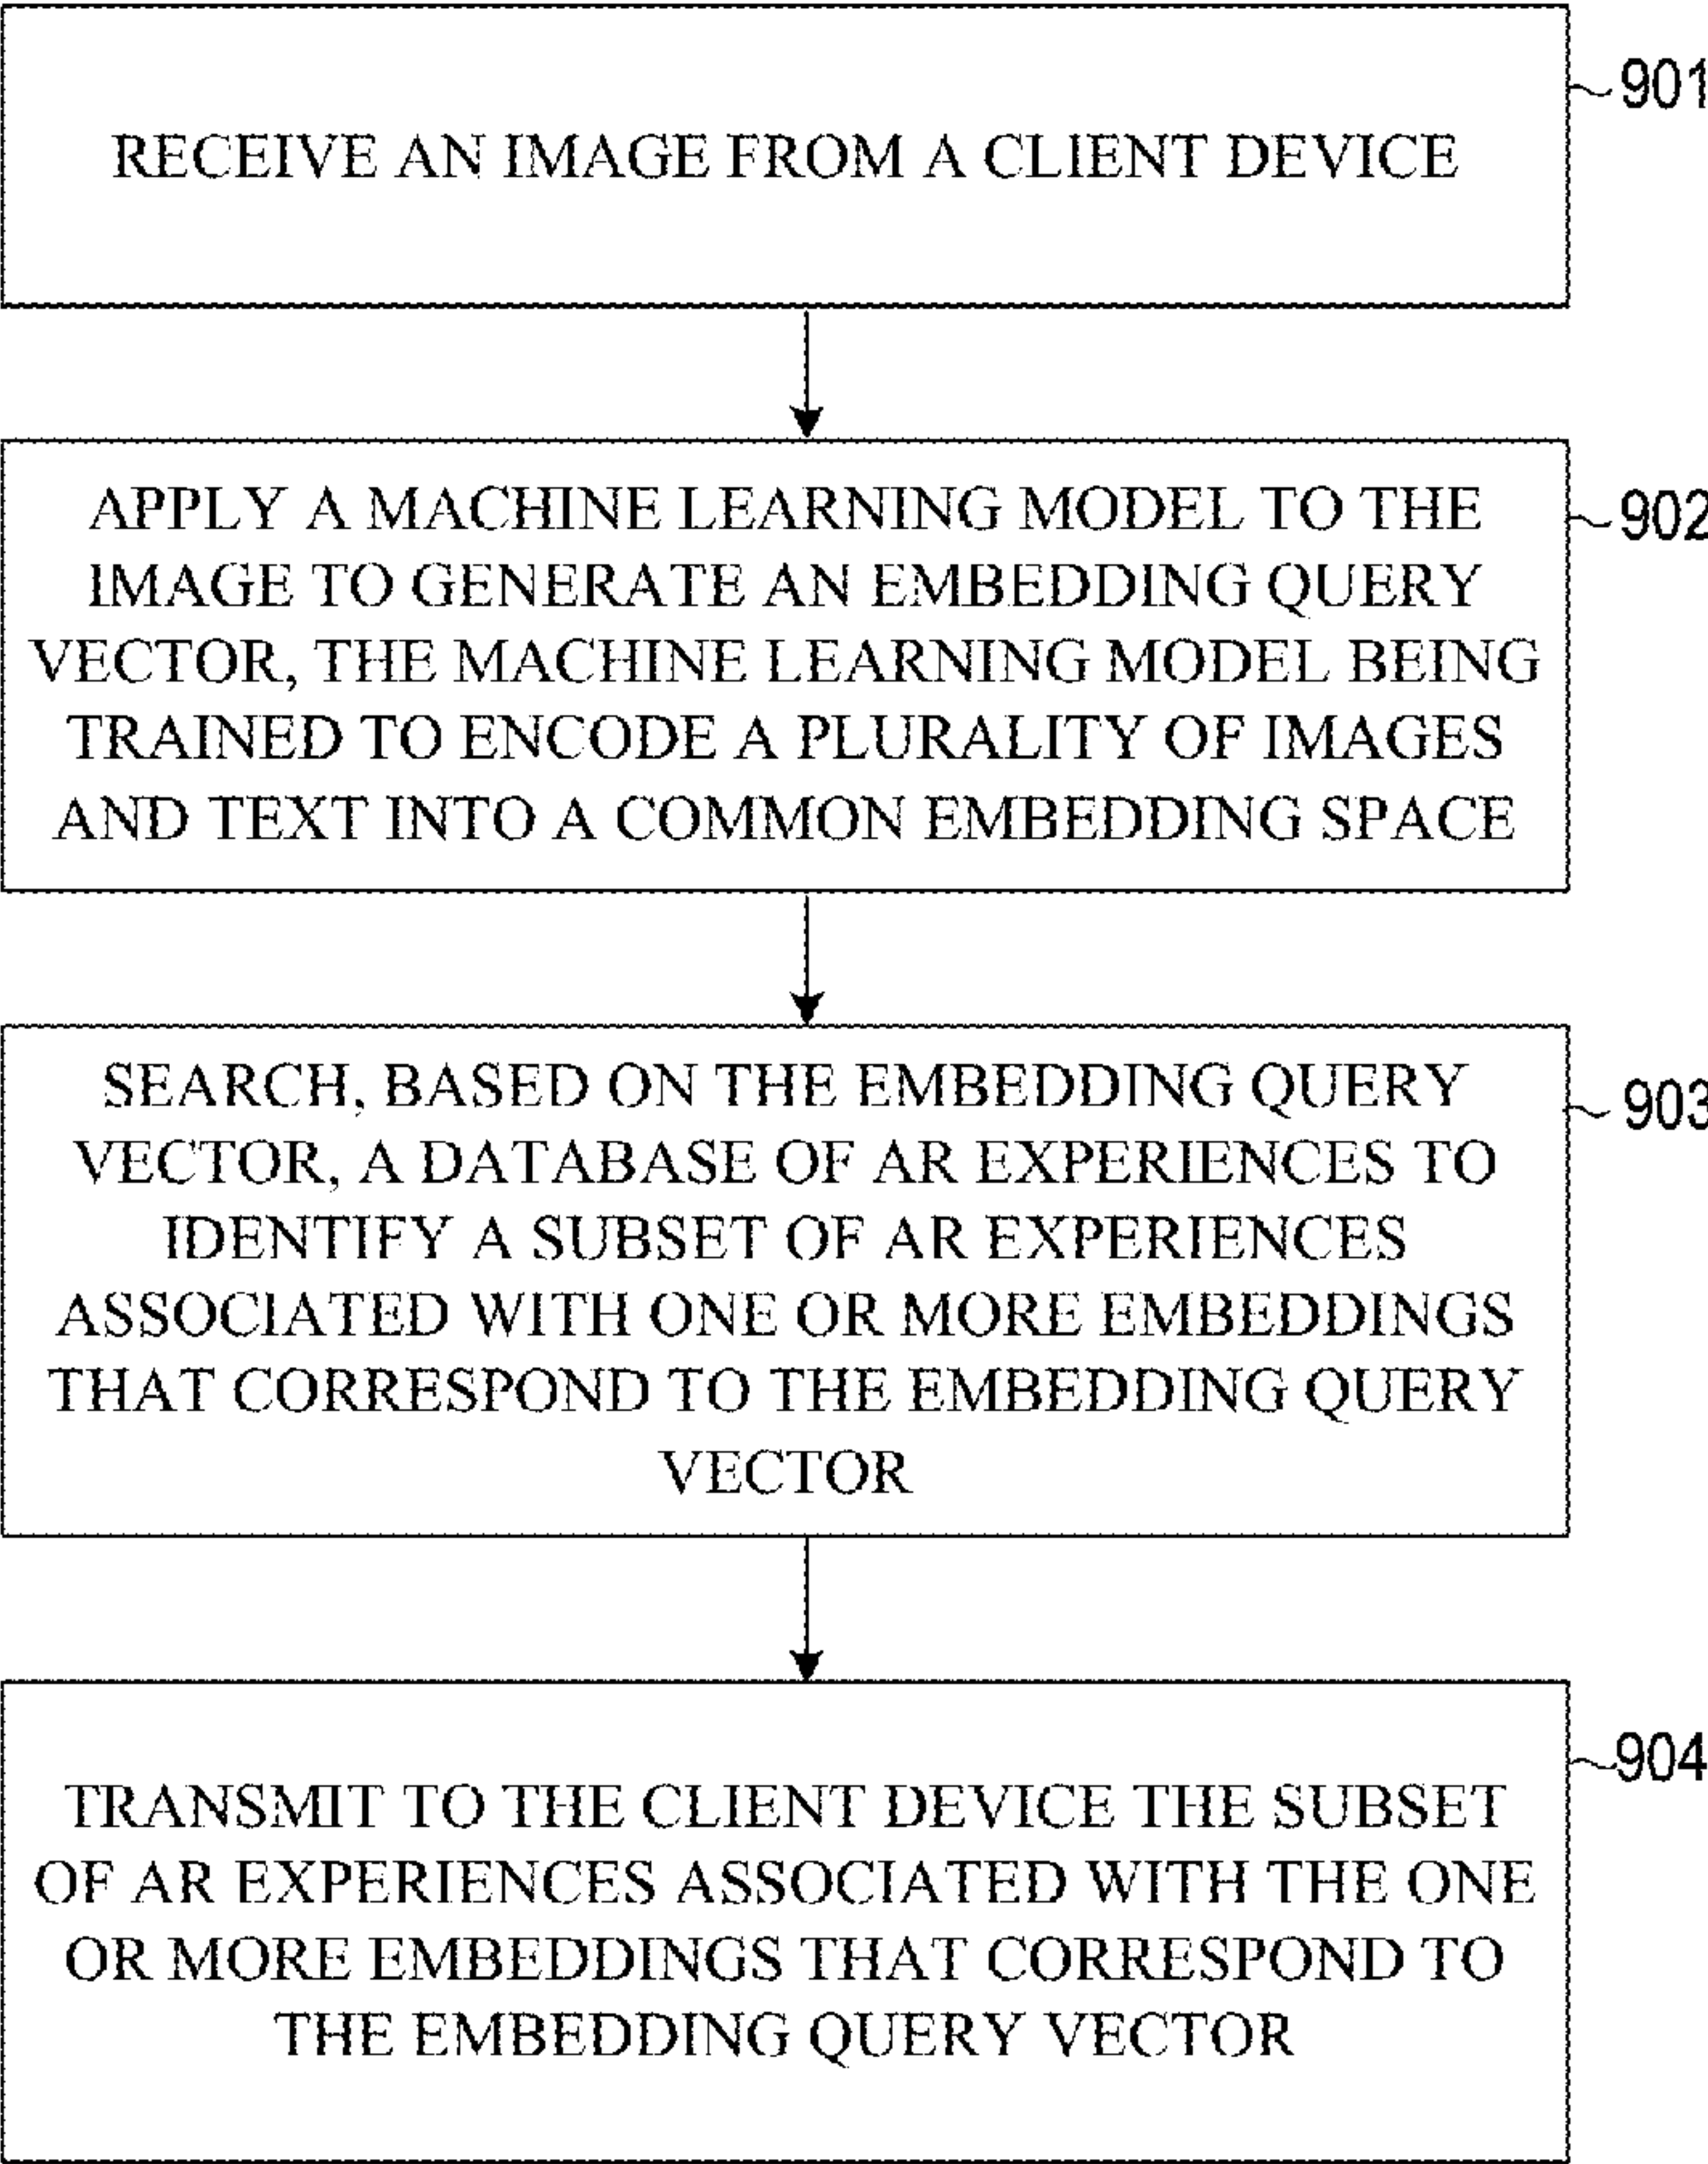 RECEIVE AN IMAGE FROM A CLIENT DEVICE
901
APPLY A MACHINE LEARNING MODEL TO THE
IMAGE TO GENERATE AN EMBEDDING QUERY
VECTOR, THE MACHINE LEARNING MODEL BEING
TRAINED TO ENCODE A PLURALITY OF IMAGES
AND TEXT INTO A COMMON EMBEDDING SPACE
902
SEARCH, BASED ON THE EMBEDDING QUERY
VECTOR, A DATABASE OF AR EXPERIENCES TO
IDENTIFY A SUBSET OF AR EXPERIENCES
ASSOCIATED WITH ONE OR MORE EMBEDDINGS
THAT CORRESPOND TO THE EMBEDDING QUERY
VECTOR
903
TRANSMIT TO THE CLIENT DEVICE THE SUBSET
OF AR EXPERIENCES ASSOCIATED WITH THE ONE
OR MORE EMBEDDINGS THAT CORRESPOND TO
THE EMBEDDING QUERY VECTOR
904